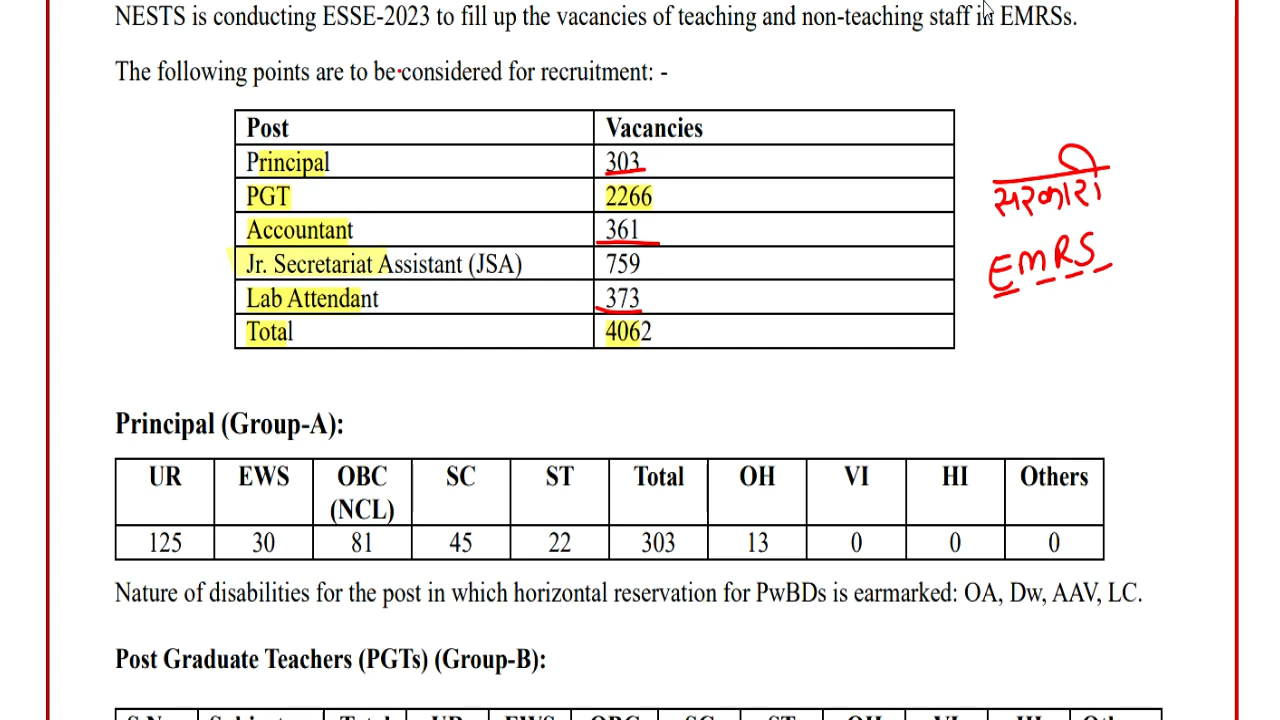 NESTS is conducting ESSE-2023 to fill up the vacancies of teaching and non-teaching staff in EMRSs.
The following points are to be considered for recruitment: -
Post Vacancies
Principal 303
PGT 2266
Accountant 361
Jr. Secretariat Assistant (JSA) 759
Lab Attendant 373
Total 4062
सरकारी
EMRS
Principal (Group-A):
UR EWS OBC (NCL) SC ST Total OH VI HI Others
125 30 81 45 22 303 13 0 0 0
Nature of disabilities for the post in which horizontal reservation for PwBDs is earmarked: OA, Dw, AAV, LC.
Post Graduate Teachers (PGTs) (Group-B):